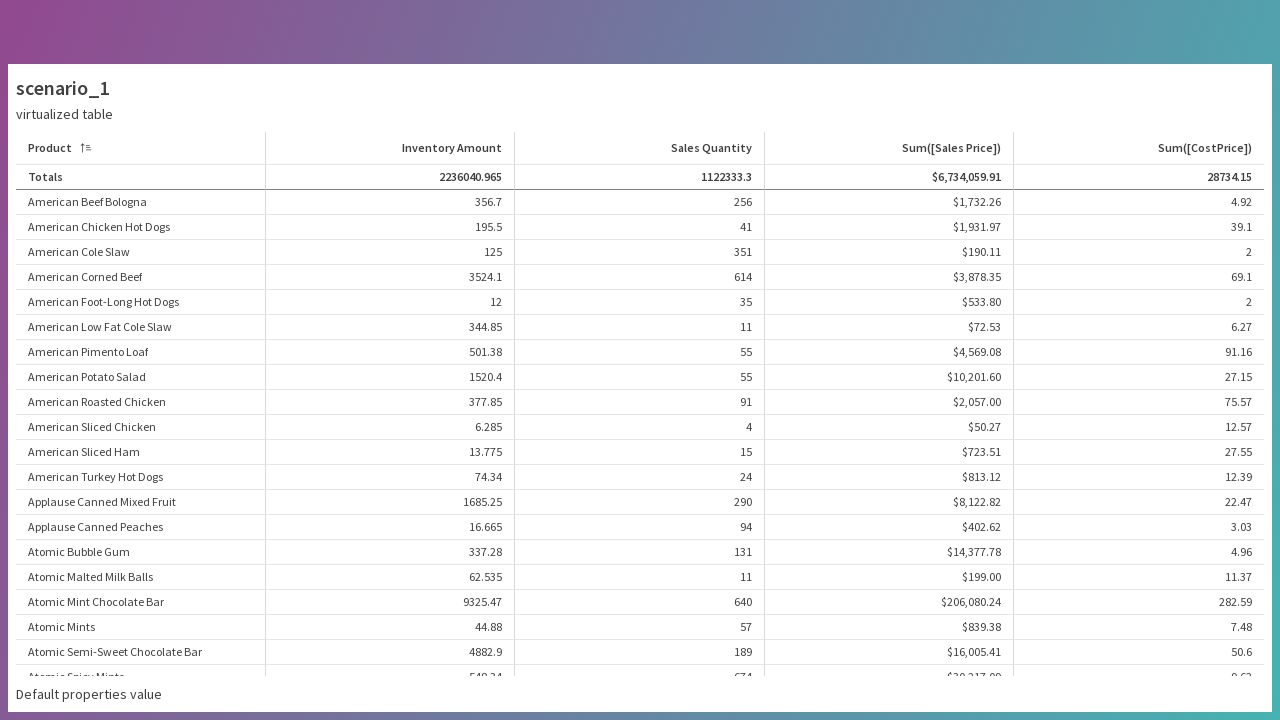 scenario_1
virtualized table
Product Inventory Amount Sales Quantity Sum([Sales Price]) Sum([CostPrice])
Totals 2236040.965 1122333.3 $6,734,059.91 28734.15
American Beef Bologna 356.7 256 $1,732.26 4.92
American Chicken Hot Dogs 195.5 41 $1,931.97 39.1
American Cole Slaw 125 351 $190.11 2
American Corned Beef 3524.1 614 $3,878.35 69.1
American Foot-Long Hot Dogs 12 35 $533.80 2
American Low Fat Cole Slaw 344.85 11 $72.53 6.27
American Pimento Loaf 501.38 55 $4,569.08 91.16
American Potato Salad 1520.4 55 $10,201.60 27.15
American Roasted Chicken 377.85 91 $2,057.00 75.57
American Sliced Chicken 6.285 4 $50.27 12.57
American Sliced Ham 13.775 15 $723.51 27.55
American Turkey Hot Dogs 74.34 24 $813.12 12.39
Applause Canned Mixed Fruit 1685.25 290 $8,122.82 22.47
Applause Canned Peaches 16.665 94 $402.62 3.03
Atomic Bubble Gum 337.28 131 $14,377.78 4.96
Atomic Malted Milk Balls 62.535 11 $199.00 11.37
Atomic Mint Chocolate Bar 9325.47 640 $206,080.24 282.59
Atomic Mints 44.88 57 $839.38 7.48
Atomic Semi-Sweet Chocolate Bar 4882.9 189 $16,005.41 50.6
Atomic Spicy Mints
Default properties value